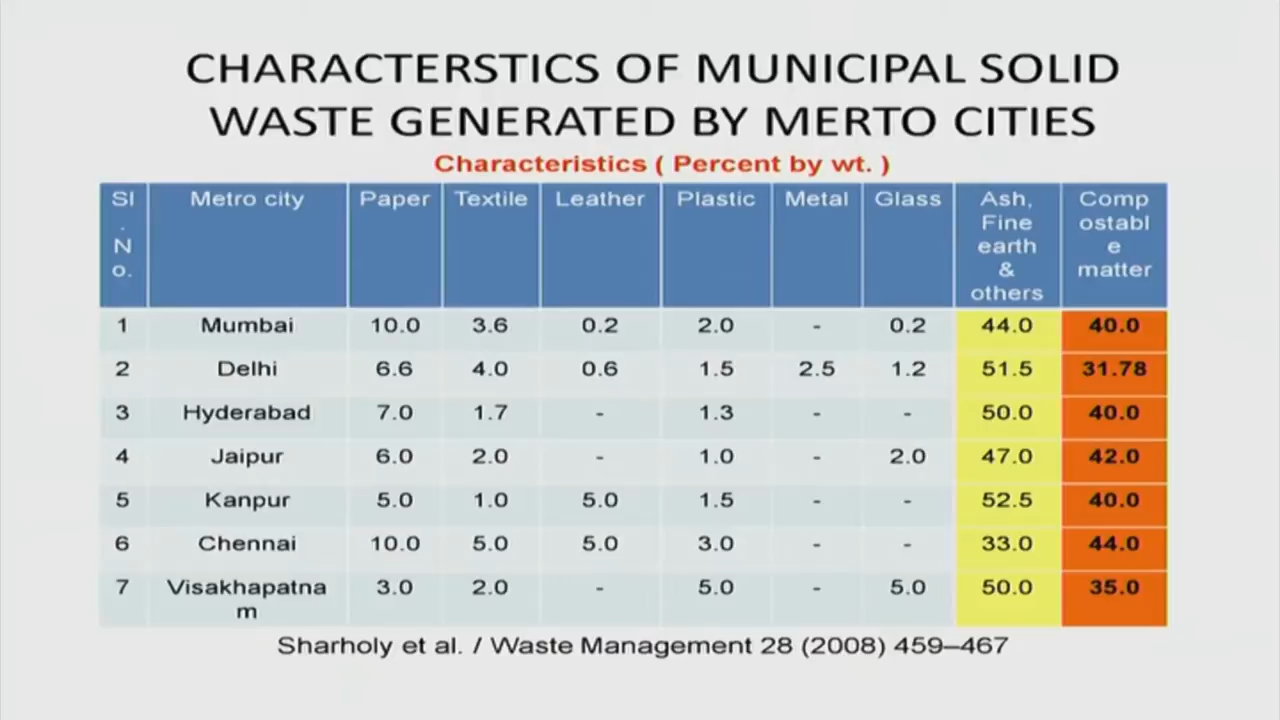 CHARACTERSTICS OF MUNICIPAL SOLID
WASTE GENERATED BY MERTO CITIES
Characteristics ( Percent by wt. )
Sl . No. Metro city Paper Textile Leather Plastic Metal Glass Ash, Fine earth & others Comp ostabl e matter
1 Mumbai 10.0 3.6 0.2 2.0 - 0.2 44.0 40.0
2 Delhi 6.6 4.0 0.6 1.5 2.5 1.2 51.5 31.78
3 Hyderabad 7.0 1.7 - 1.3 - - 50.0 40.0
4 Jaipur 6.0 2.0 - 1.0 - 2.0 47.0 42.0
5 Kanpur 5.0 1.0 5.0 1.5 - - 52.5 40.0
6 Chennai 10.0 5.0 5.0 3.0 - - 33.0 44.0
7 Visakhapatna m 3.0 2.0 - 5.0 - 5.0 50.0 35.0
Sharholy et al. / Waste Management 28 (2008) 459–467